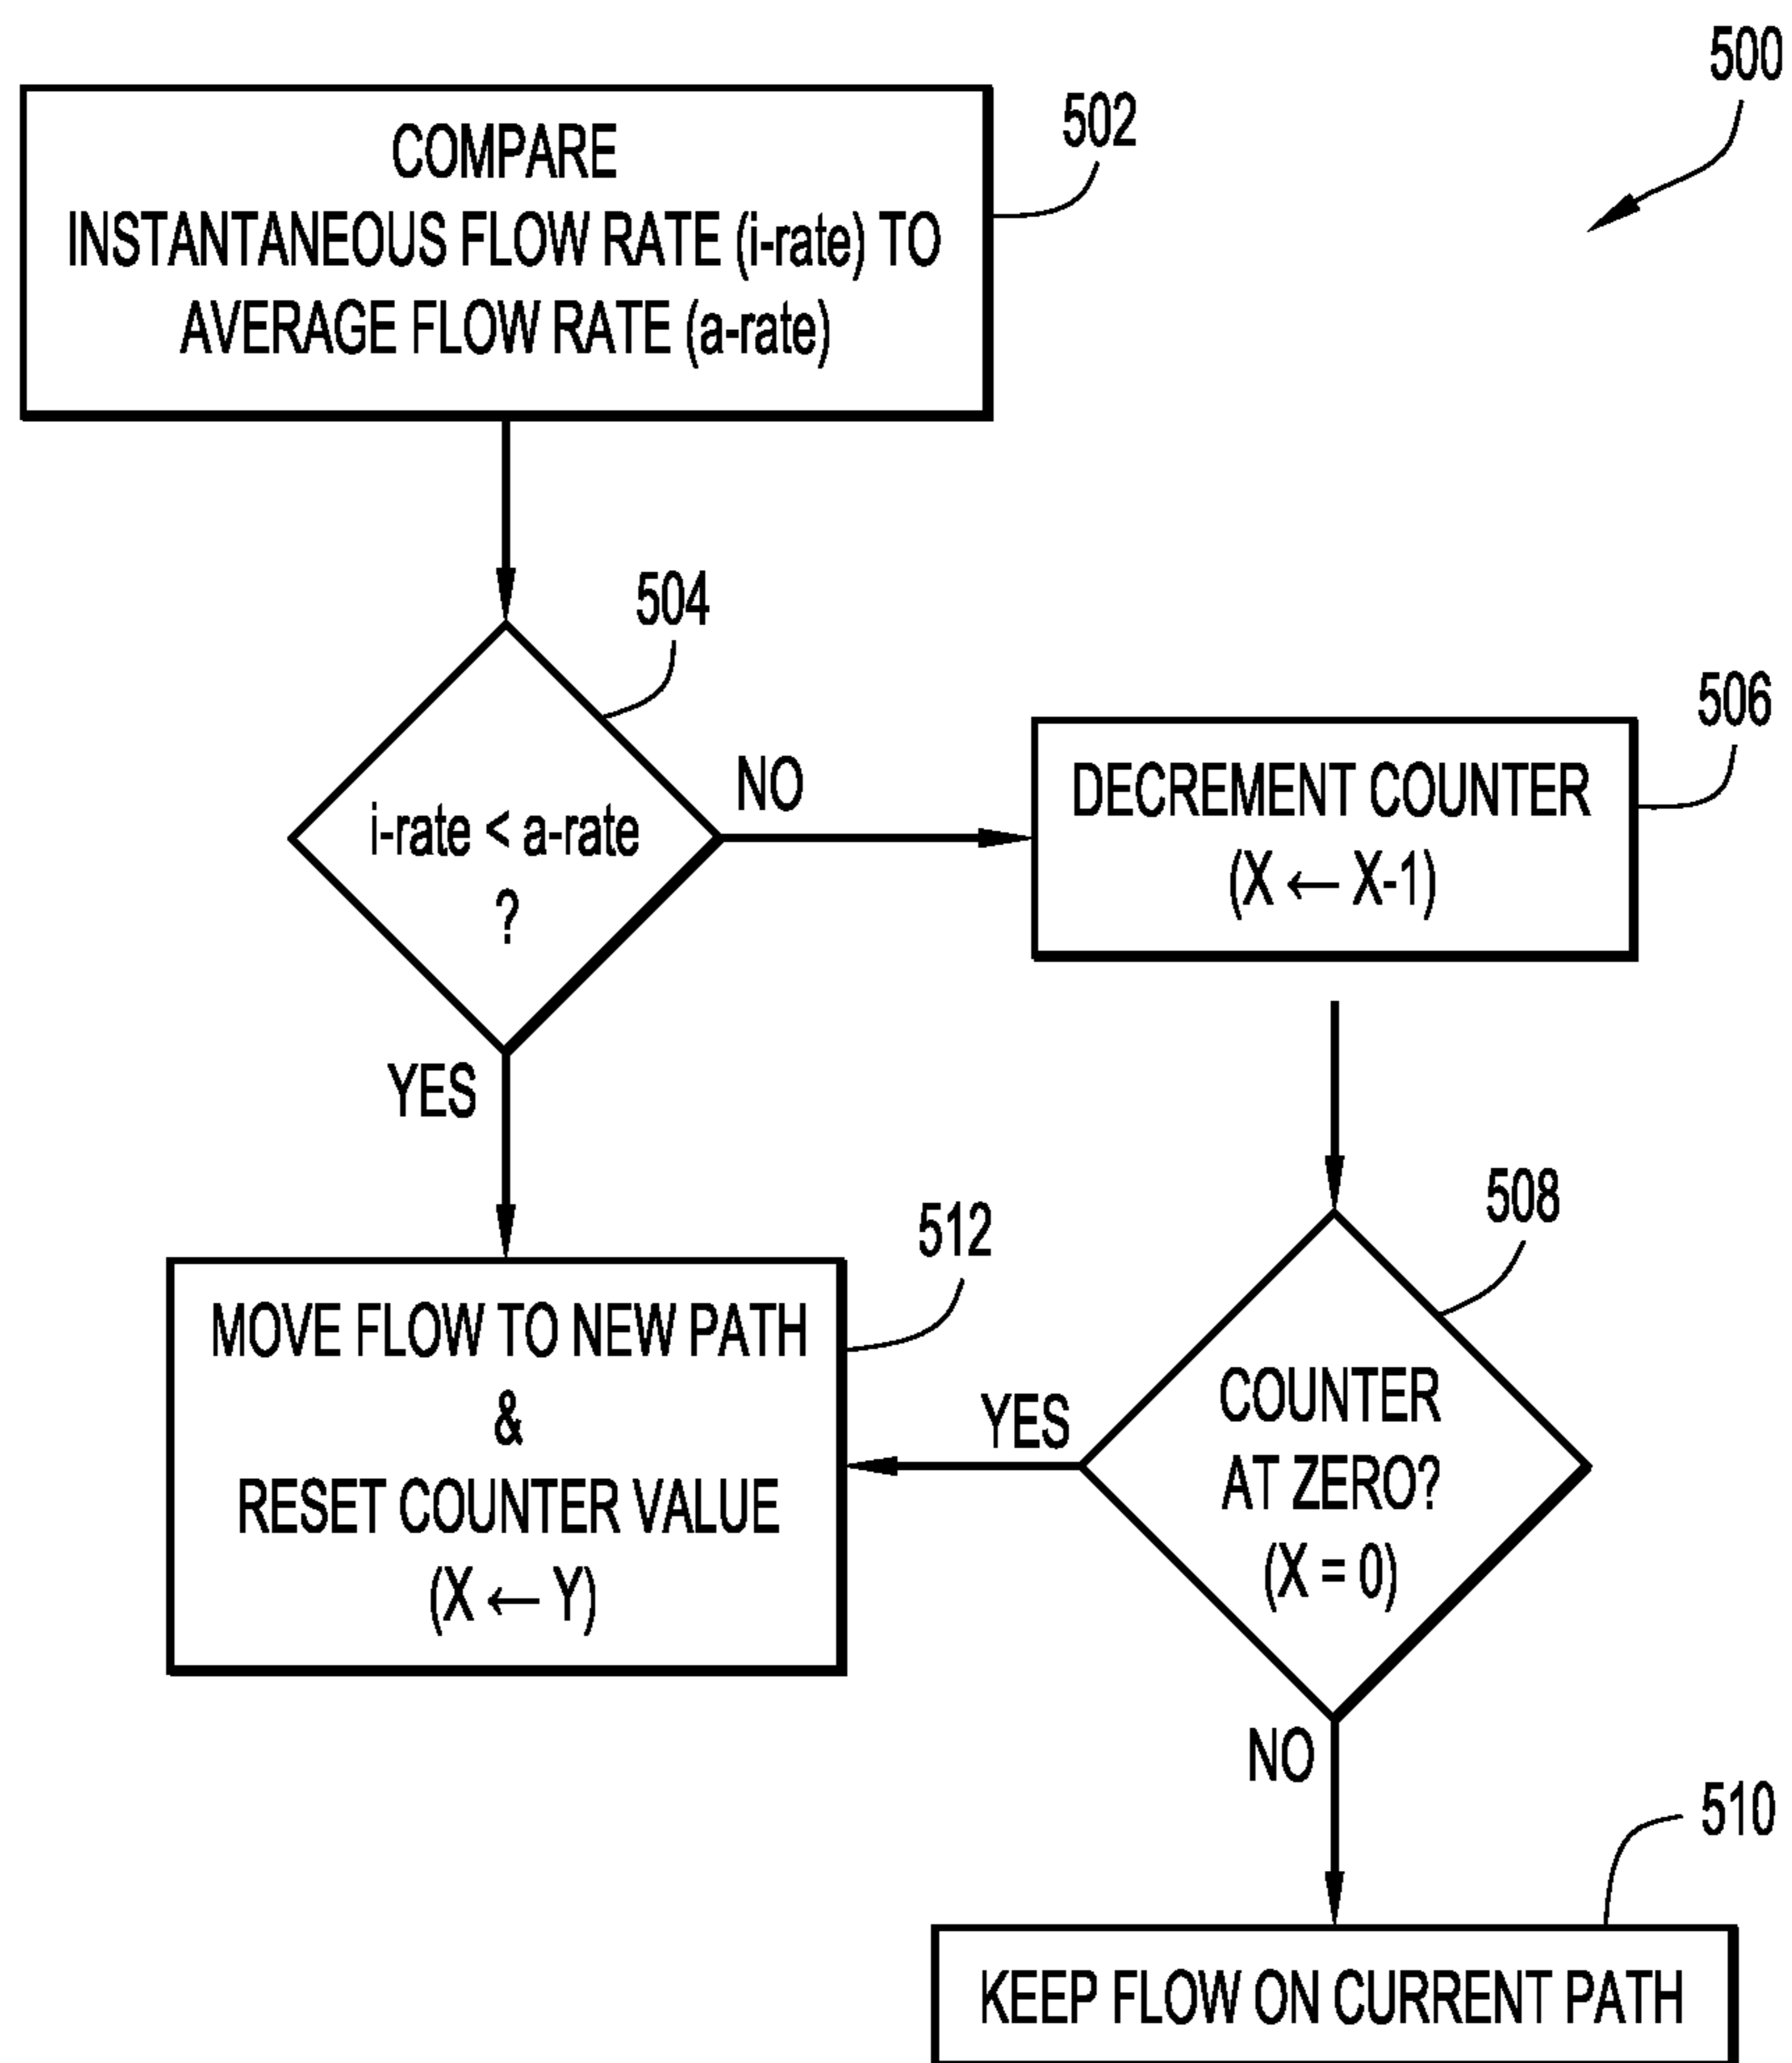 500
502
COMPARE
INSTANTANEOUS FLOW RATE (i-rate) TO
AVERAGE FLOW RATE (a-rate)
504
i-rate < a-rate
?
NO
YES
506
DECREMENT COUNTER
(X ← X-1)
508
COUNTER
AT ZERO?
(X = 0)
YES
NO
512
MOVE FLOW TO NEW PATH
&
RESET COUNTER VALUE
(X ← Y)
510
KEEP FLOW ON CURRENT PATH